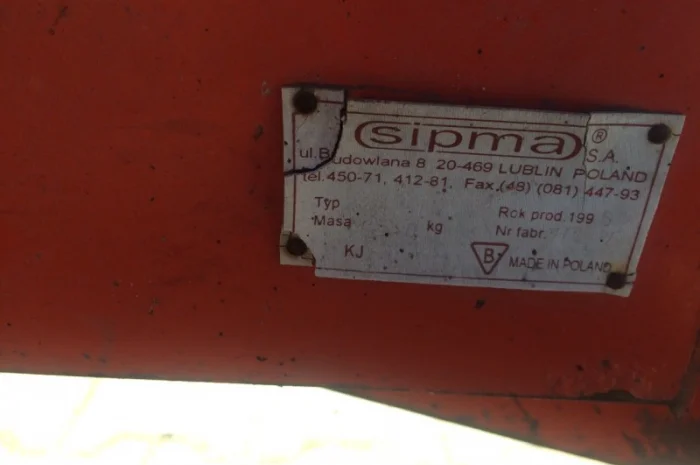 sipma ®
S.A.
ul.Budowlana 8 20-469 LUBLIN POLAND
tel.450-71, 412-81, Fax.(48) (081) 447-93
Typ
Masa kg Rok prod.199
Nr fabr.
KJ B MADE IN POLAND